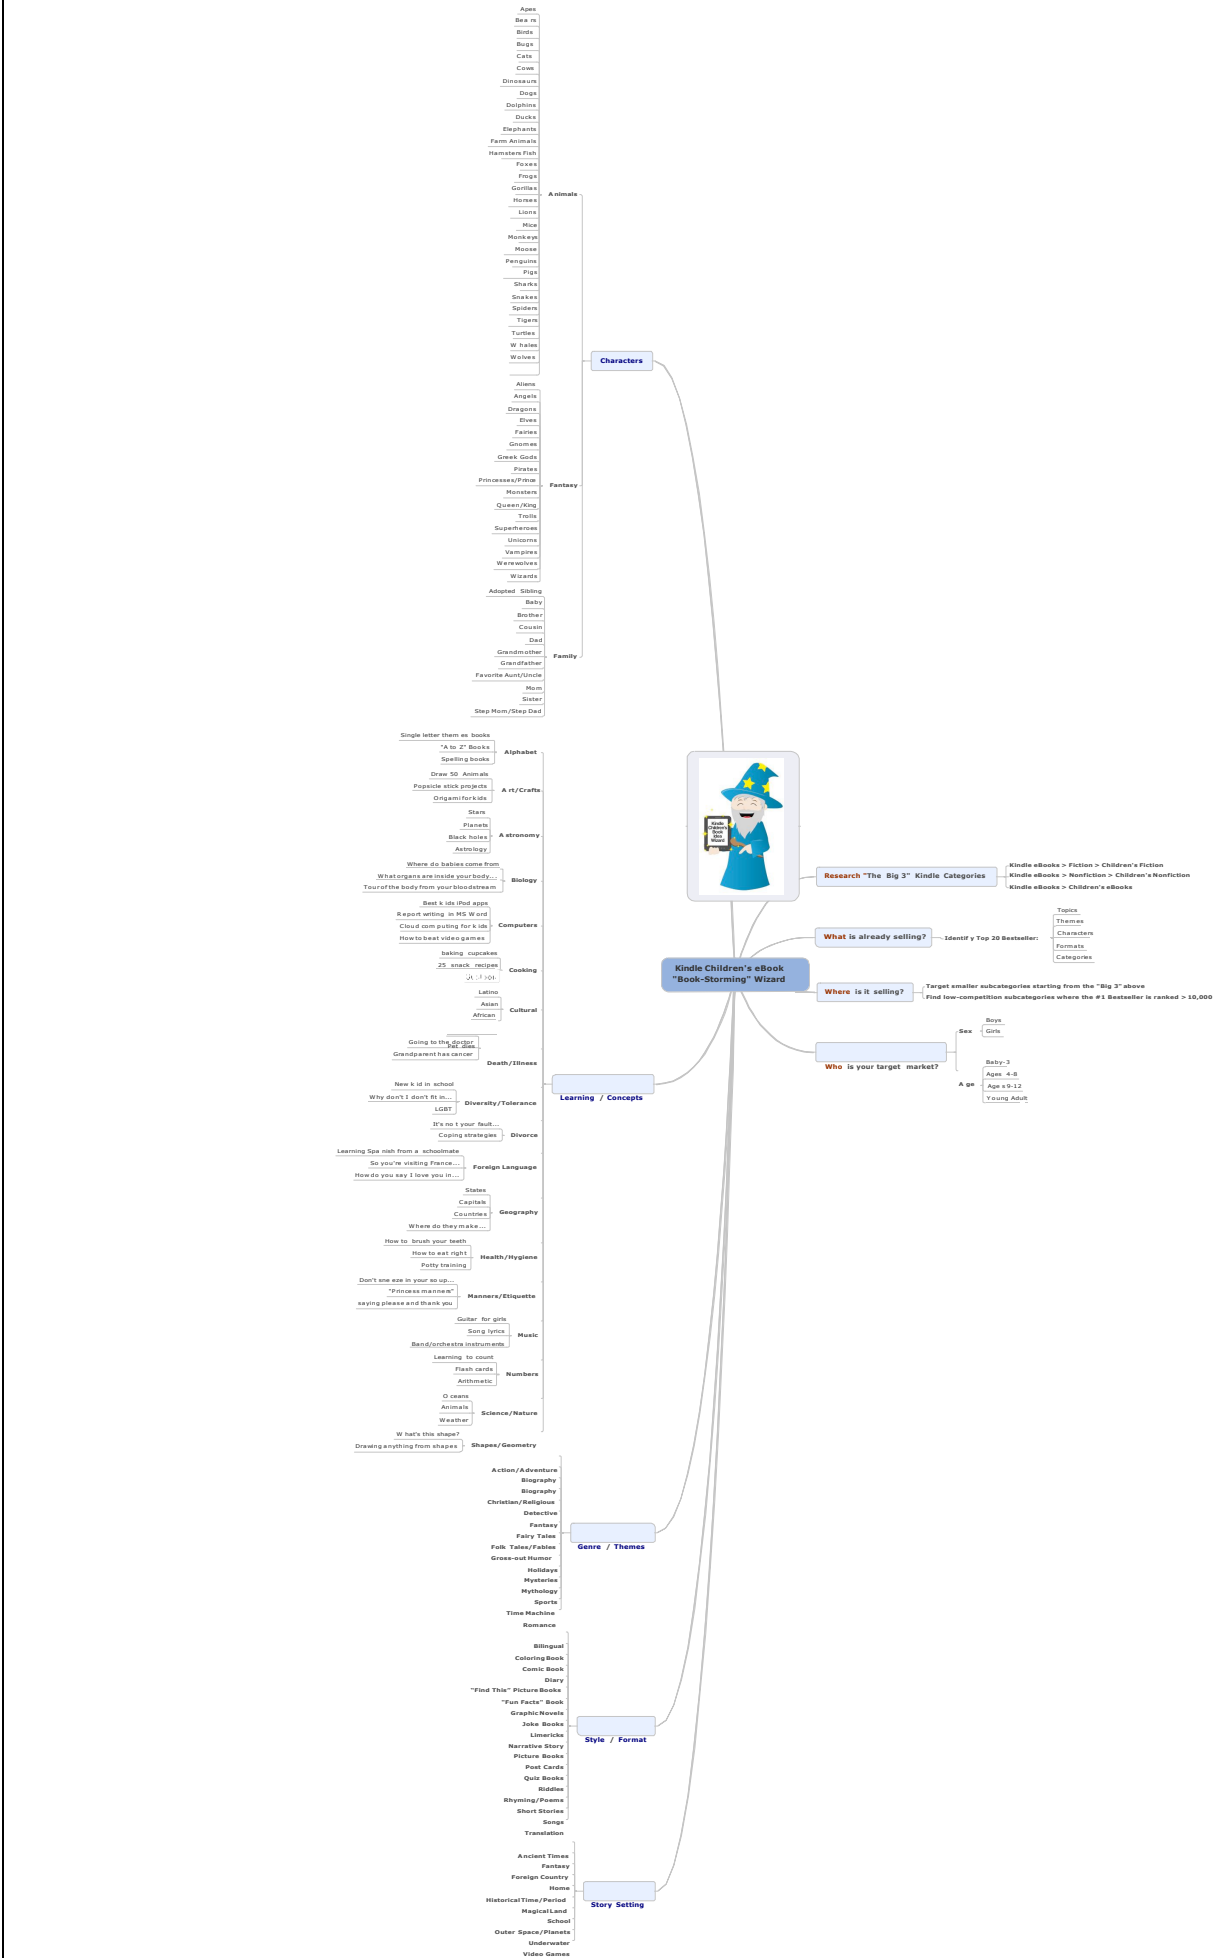 Apes
Bears
Birds
Bugs
Cats
Cows
Dinosaurs
Dogs
Dolphins
Ducks
Elephants
Farm Animals
Hamsters Fish
Foxes
Frogs
Gorillas
Animals
Horses
Lions
Mice
Monkeys
Moose
Penguins
Pigs
Sharks
Snakes
Spiders
Tigers
Turtles
Whales
Wolves
Characters
Aliens
Angels
Dragons
Elves
Fairies
Gnomes
Greek Gods
Pirates
Princesses/Prince
Fantasy
Monsters
Queen/King
Trolls
Superheroes
Unicorns
Vampires
Werewolves
Wizards
Adopted Sibling
Baby
Brother
Cousin
Dad
Grandmother
Family
Grandfather
Favorite Aunt/Uncle
Mom
Sister
Step Mom/Step Dad
Single letter themes books
"A to Z" Books
Alphabet
Spelling books
Draw 50 Animals
Popsicle stick projects
Art/Crafts
Origami for kids
Stars
Planets
Black holes
Astronomy
Astrology
Where do babies come from
What organs are inside your body...
Biology
Tour of the body from your bloodstream
Best kids iPod apps
Report writing in MS Word
Cloud computing for kids
Computers
How to beat video games
baking cupcakes
25 snack recipes
Cooking
Latino
Asian
African
Cultural
Going to the doctor
Pet dies
Grandparent has cancer
Death/Illness
New kid in school
Why don't I don't fit in...
Diversity/Tolerance
LGBT
It's not your fault...
Coping strategies
Divorce
Learning Spanish from a schoolmate
So you're visiting France...
Foreign Language
How do you say I love you in...
States
Capitals
Countries
Geography
Where do they make...
How to brush your teeth
How to eat right
Health/Hygiene
Potty training
Don't sneeze in your soup...
"Princess manners"
Manners/Etiquette
saying please and thank you
Guitar for girls
Song lyrics
Music
Band/orchestra instruments
Learning to count
Flash cards
Numbers
Arithmetic
Oceans
Animals
Science/Nature
Weather
What's this shape?
Drawing anything from shapes
Shapes/Geometry
Learning / Concepts
Action/Adventure
Biography
Biography
Christian/Religious
Detective
Fantasy
Fairy Tales
Folk Tales/Fables
Gross-out Humor
Holidays
Mysteries
Mythology
Sports
Time Machine
Romance
Genre / Themes
Bilingual
Coloring Book
Comic Book
Diary
"Find This" Picture Books
"Fun Facts" Book
Graphic Novels
Joke Books
Limericks
Narrative Story
Picture Books
Post Cards
Quiz Books
Riddles
Rhyming/Poems
Short Stories
Songs
Translation
Style / Format
Ancient Times
Fantasy
Foreign Country
Home
Historical Time/Period
Magical Land
School
Outer Space/Planets
Underwater
Video Games
Story Setting
Kindle
Children's
Book
Idea
Wizard
Kindle Children's eBook
"Book-Storming" Wizard
Research "The Big 3" Kindle Categories
Kindle eBooks > Fiction > Children's Fiction
Kindle eBooks > Nonfiction > Children's Nonfiction
Kindle eBooks > Children's eBooks
What is already selling?
Identify Top 20 Bestseller:
Topics
Themes
Characters
Formats
Categories
Where is it selling?
Target smaller subcategories starting from the "Big 3" above
Find low-competition subcategories where the #1 Bestseller is ranked > 10,000
Who is your target market?
Sex
Boys
Girls
Age
Baby-3
Ages 4-8
Ages 9-12
Young Adult